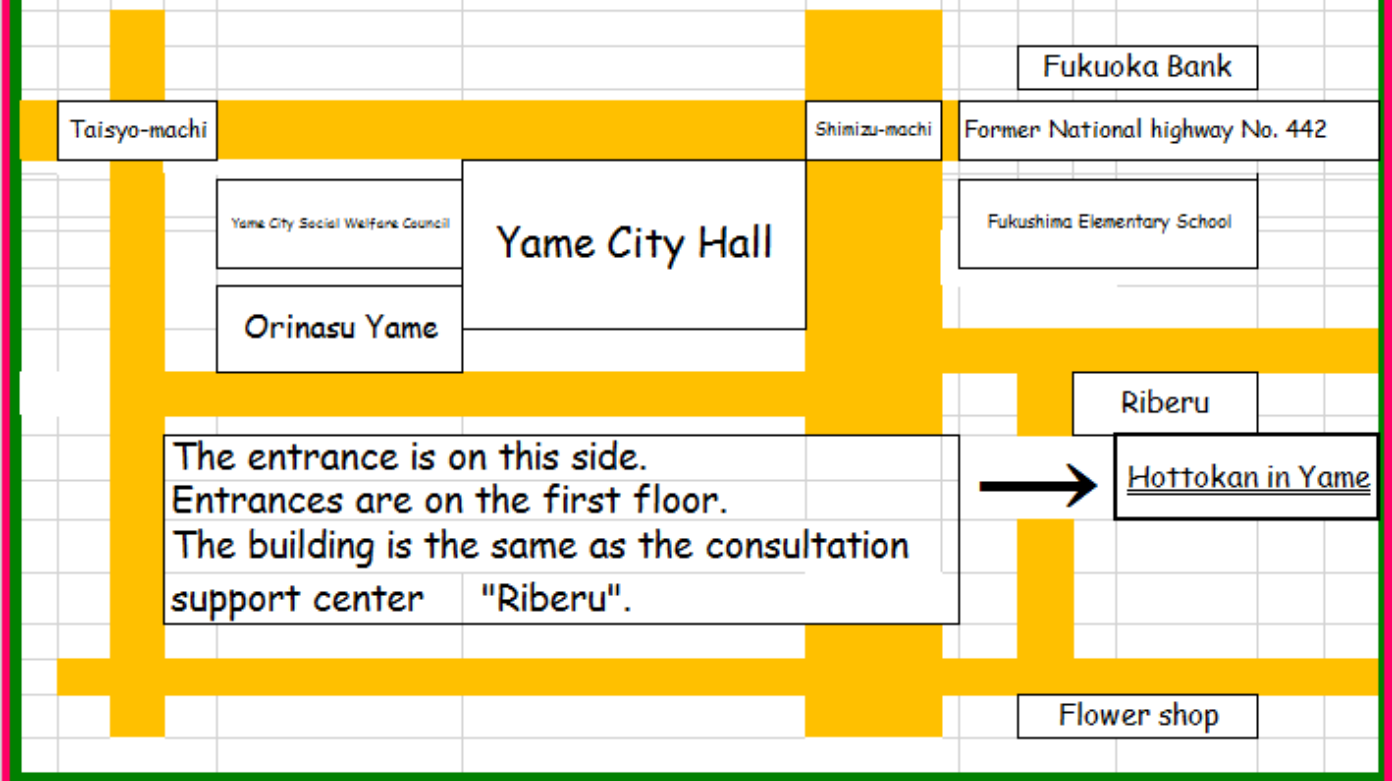 Fukuoka Bank
Taisyo-machi
Shimizu-machi
Former National highway No. 442
Yame City Social Welfare Council
Yame City Hall
Fukushima Elementary School
Orinasu Yame
Riberu
The entrance is on this side.
Entrances are on the first floor.
The building is the same as the consultation
support center "Riberu".
Hottokan in Yame
Flower shop